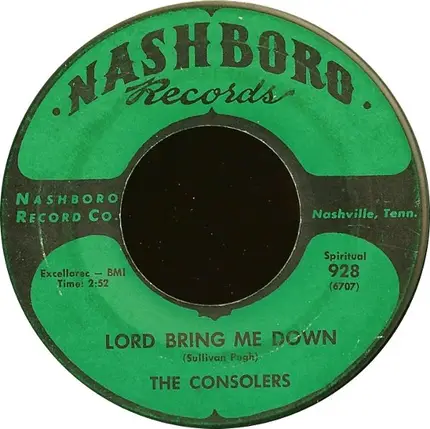 ·NASHBORO·
Records
NASHBORO
RECORD CO.
Nashville, Tenn.
Excellorec — BMI
Time: 2:52
Spiritual
928
(6707)
LORD BRING ME DOWN
(Sullivan Pugh)
THE CONSOLERS